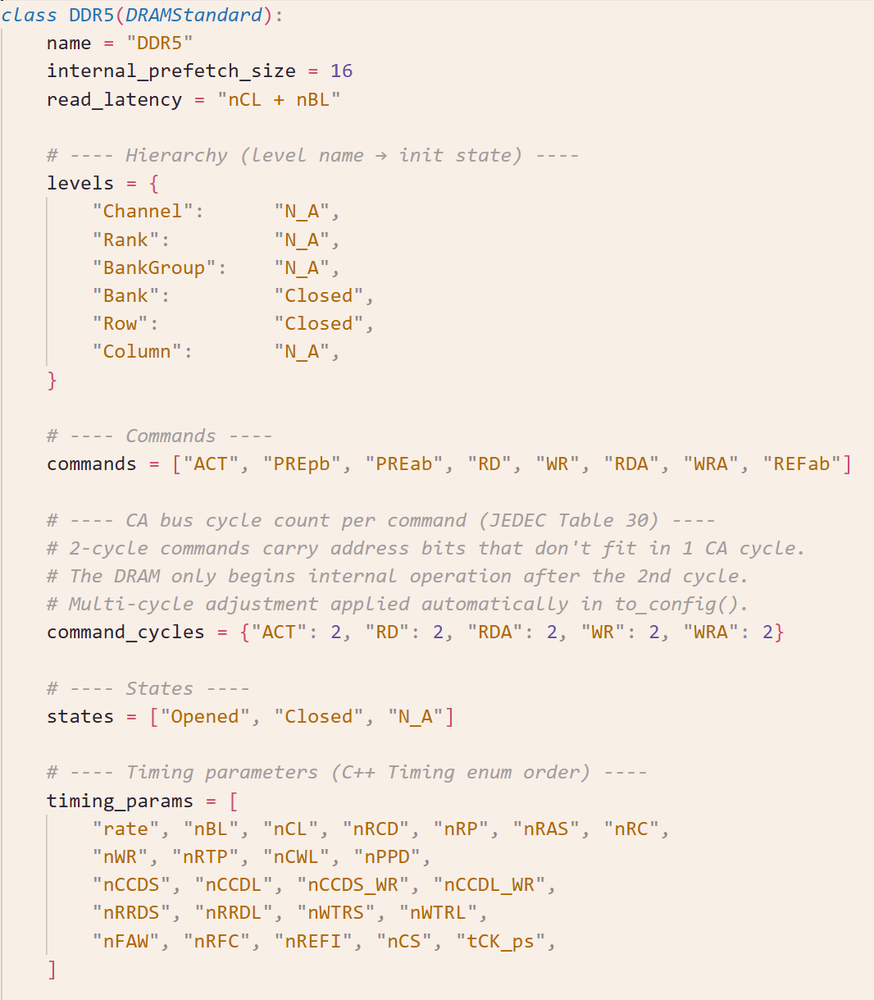 class DDR5(DRAMStandard):
    name = "DDR5"
    internal_prefetch_size = 16
    read_latency = "nCL + nBL"

    # ---- Hierarchy (level name → init state) ----
    levels = {
        "Channel":      "N_A",
        "Rank":         "N_A",
        "BankGroup":    "N_A",
        "Bank":         "Closed",
        "Row":          "Closed",
        "Column":       "N_A",
    }

    # ---- Commands ----
    commands = ["ACT", "PREpb", "PREab", "RD", "WR", "RDA", "WRA", "REFab"]

    # ---- CA bus cycle count per command (JEDEC Table 30) ----
    # 2-cycle commands carry address bits that don't fit in 1 CA cycle.
    # The DRAM only begins internal operation after the 2nd cycle.
    # Multi-cycle adjustment applied automatically in to_config().
    command_cycles = {"ACT": 2, "RD": 2, "RDA": 2, "WR": 2, "WRA": 2}

    # ---- States ----
    states = ["Opened", "Closed", "N_A"]

    # ---- Timing parameters (C++ Timing enum order) ----
    timing_params = [
        "rate", "nBL", "nCL", "nRCD", "nRP", "nRAS", "nRC",
        "nWR", "nRTP", "nCWL", "nPPD",
        "nCCDS", "nCCDL", "nCCDS_WR", "nCCDL_WR",
        "nRRDS", "nRRDL", "nWTRS", "nWTRL",
        "nFAW", "nRFC", "nREFI", "nCS", "tCK_ps",
    ]